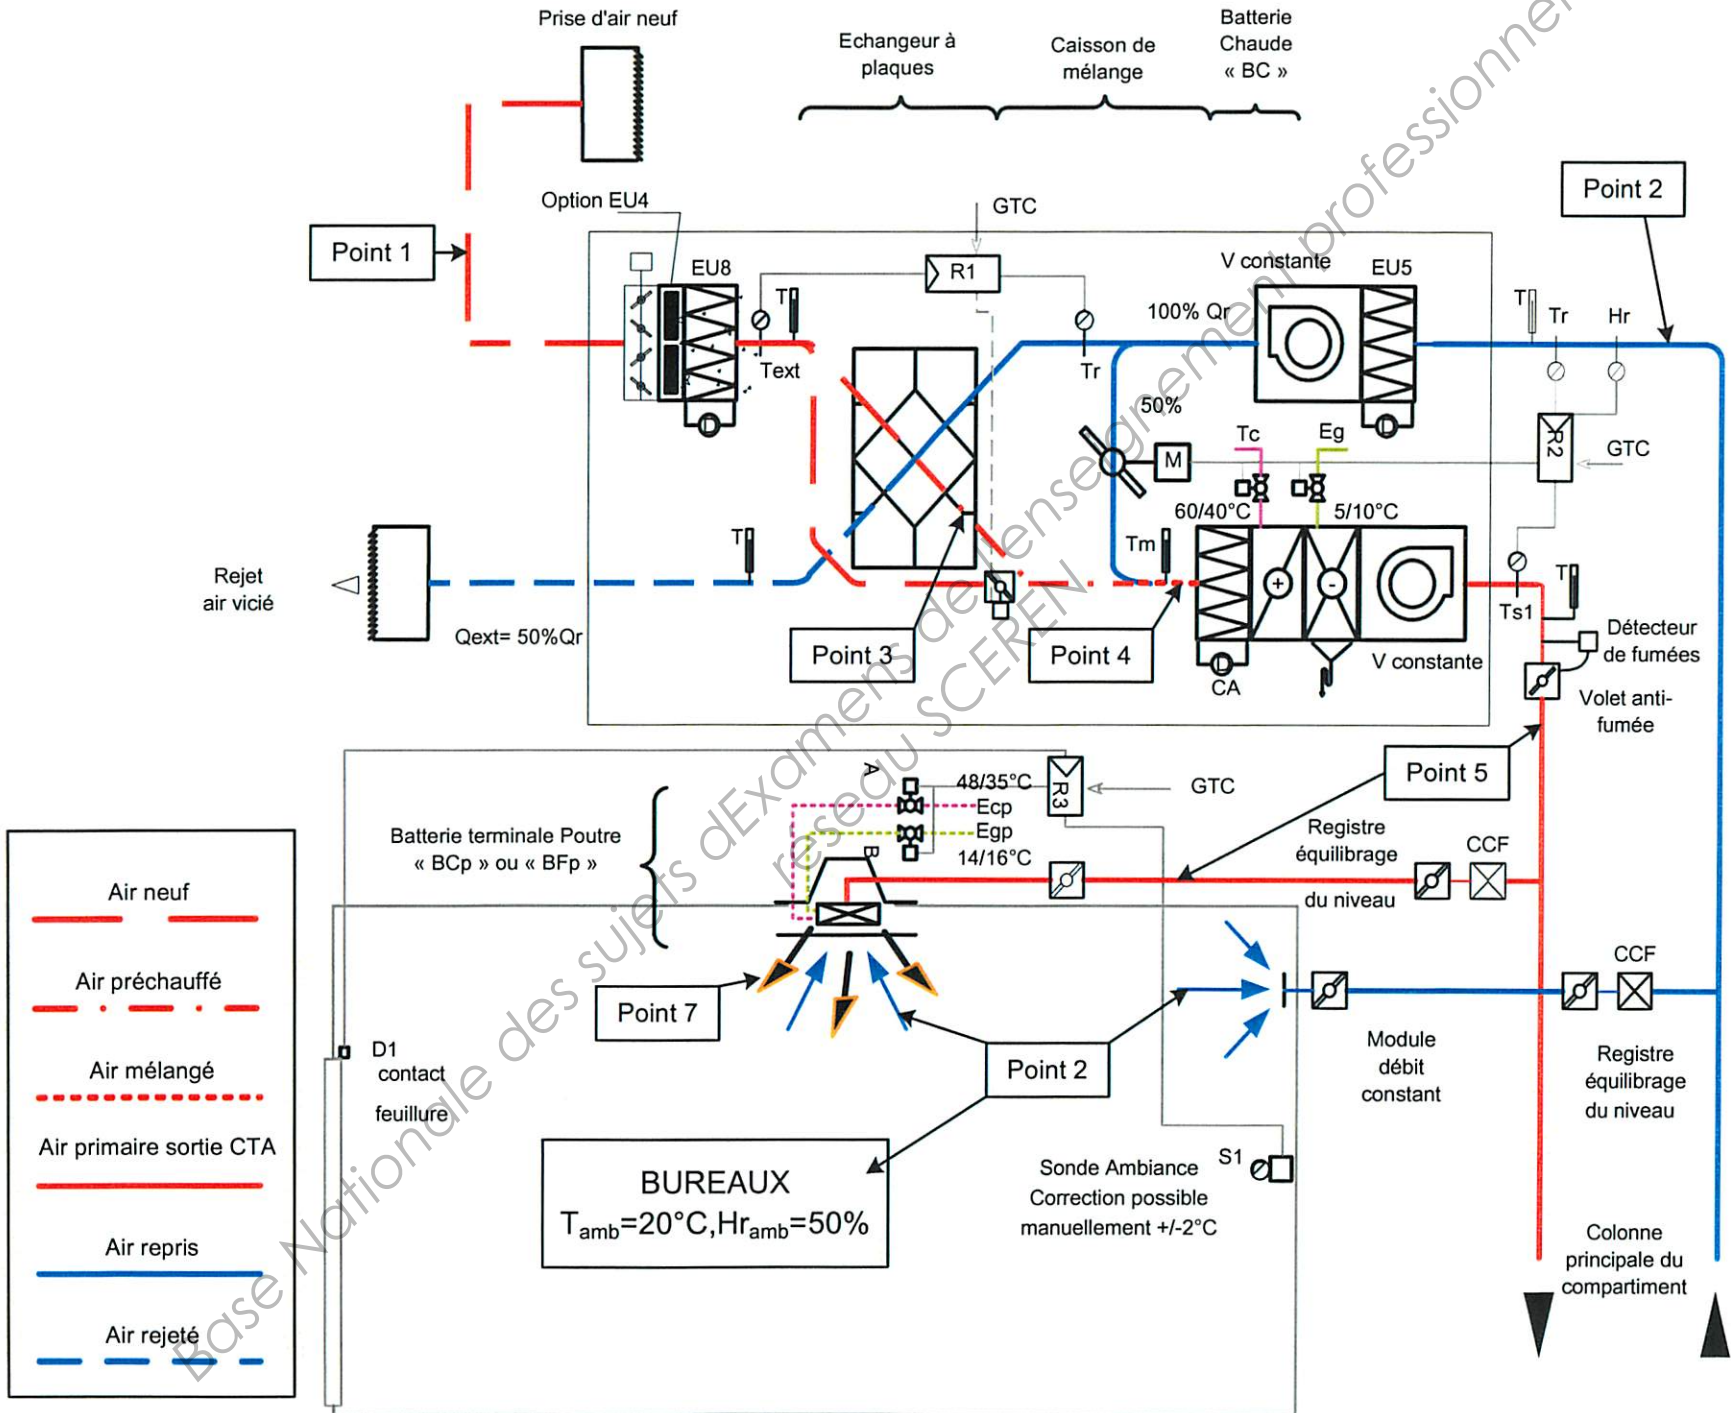 Prise d'air neuf
Echangeur à
plaques
Caisson de
mélange
Batterie
Chaude
« BC »
Point 2
Option EU4
GTC
Point 1
EU8
R1
V constante
EU5
T
T
Tr
Hr
100% Qr
Text
Tr
D
50%
D
Tc
Eg
M
R2
GTC
60/40°C
5/10°C
T
Tm
+
-
Rejet
air vicié
Ts1
T
Qext= 50%Qr
Point 3
Point 4
D
CA
V constante
Détecteur
de fumées
Volet anti-
fumée
Point 5
A
48/35°C
R3
GTC
Batterie terminale Poutre
« BCp » ou « BFp »
Ecp
Egp
B
14/16°C
Registre
équilibrage
du niveau
CCF
Air neuf
Air préchauffé
Air mélangé
Air primaire sortie CTA
Air repris
Air rejeté
CCF
Point 7
D1
contact
feuillure
Point 2
Module
débit
constant
Registre
équilibrage
du niveau
BUREAUX
Tamb=20°C,Hramb=50%
Sonde Ambiance
Correction possible
manuellement +/-2°C
S1
Colonne
principale du
compartiment
Base Nationale des sujets d'Examens de l'enseignement professionnel
réseau SCEREN